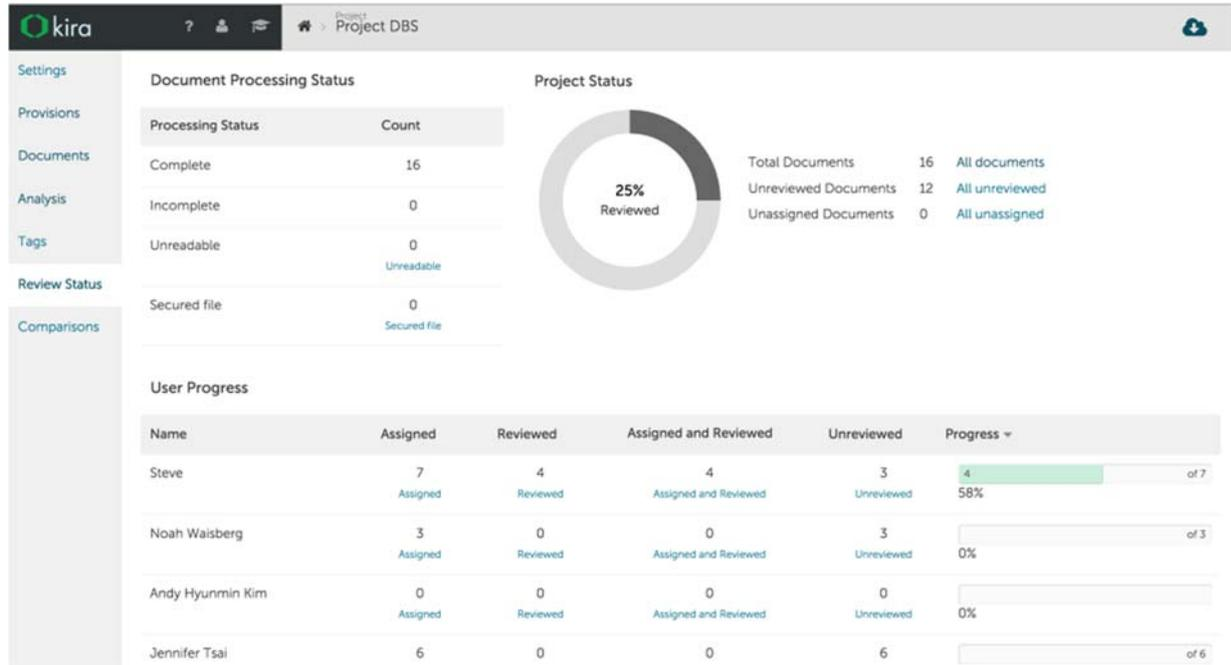 kira
?
Project
> Project DBS
Settings
Provisions
Documents
Analysis
Tags
Review Status
Comparisons
Document Processing Status
Processing Status Count
Complete 16
Incomplete 0
Unreadable 0
Unreadable
Secured file 0
Secured file
Project Status
25%
Reviewed
Total Documents 16 All documents
Unreviewed Documents 12 All unreviewed
Unassigned Documents 0 All unassigned
User Progress
Name Assigned Reviewed Assigned and Reviewed Unreviewed Progress
Steve 7 4 4 3 4 of 7
Assigned Reviewed Assigned and Reviewed Unreviewed 58%
Noah Waisberg 3 0 0 3 of 3
Assigned Reviewed Assigned and Reviewed Unreviewed 0%
Andy Hyunmin Kim 0 0 0 0
Assigned Reviewed Assigned and Reviewed Unreviewed 0%
Jennifer Tsai 6 0 0 6 of 6